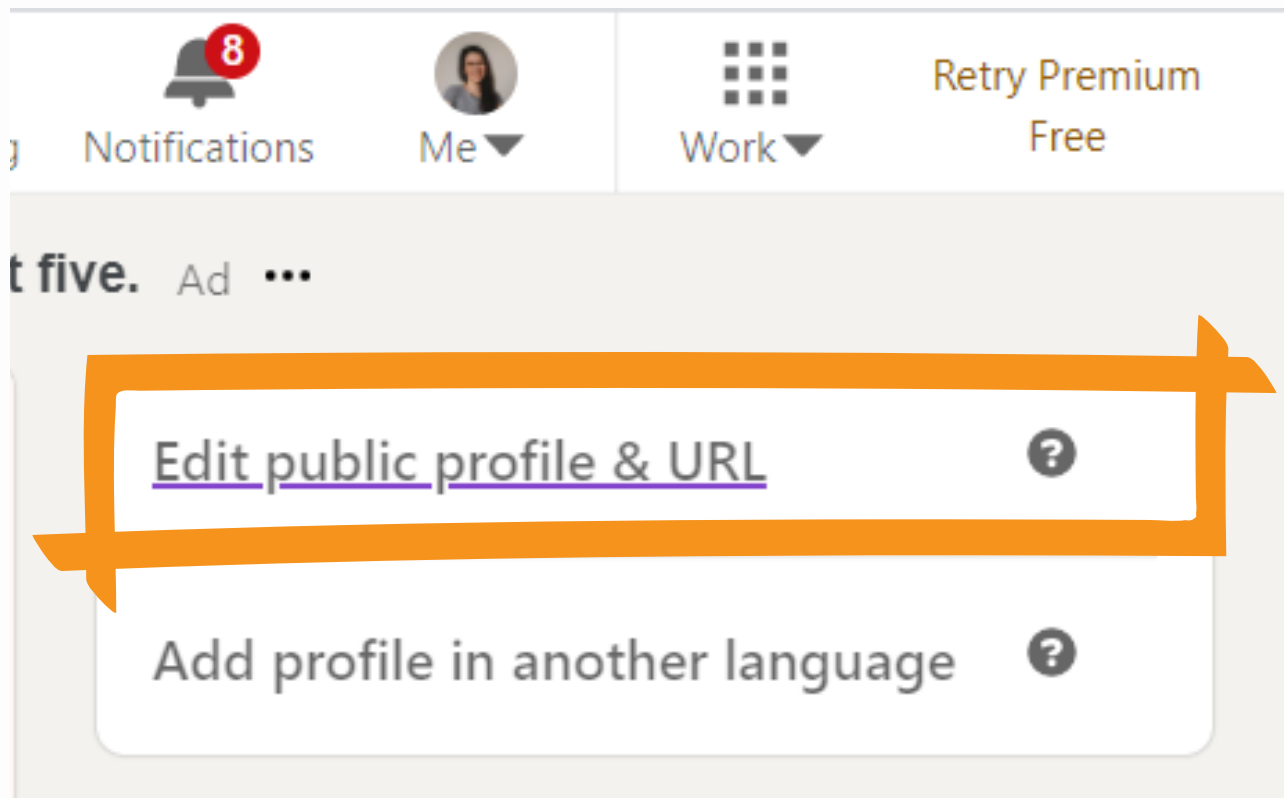 8
Notifications
Me
Work
Retry Premium
Free
t five. Ad •••
Edit public profile & URL ?
Add profile in another language ?